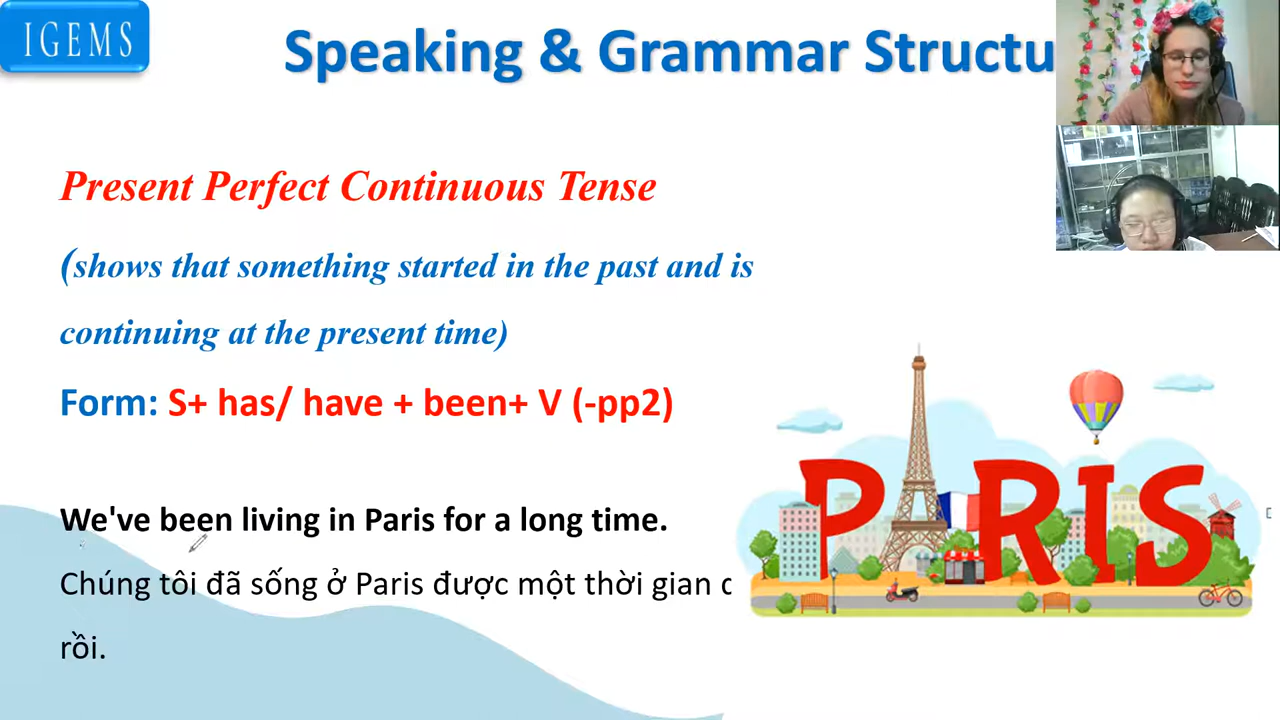 IGEMS
Speaking & Grammar Structu
Present Perfect Continuous Tense
(shows that something started in the past and is
continuing at the present time)
Form: S+ has/ have + been+ V (-pp2)
We've been living in Paris for a long time.
Chúng tôi đã sống ở Paris được một thời gian
rồi.
PARIS